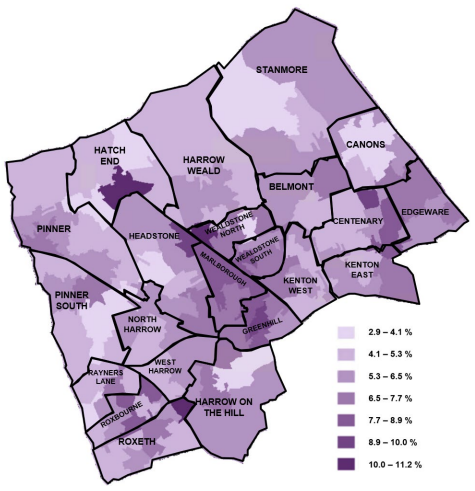 STANMORE
HATCH
END
HARROW
WEALD
CANONS
BELMONT
PINNER
HEADSTONE
WEALDSTONE
NORTH
CENTENARY
EDGEWARE
WEALDSTONE
SOUTH
MARLBOROUGH
KENTON
EAST
KENTON
WEST
PINNER
SOUTH
NORTH
HARROW
GREENHILL
RAYNERS
LANE
WEST
HARROW
HARROW ON
THE HILL
ROXBOURNE
ROXETH
2.9 – 4.1 %
4.1 – 5.3 %
5.3 – 6.5 %
6.5 – 7.7 %
7.7 – 8.9 %
8.9 – 10.0 %
10.0 – 11.2 %